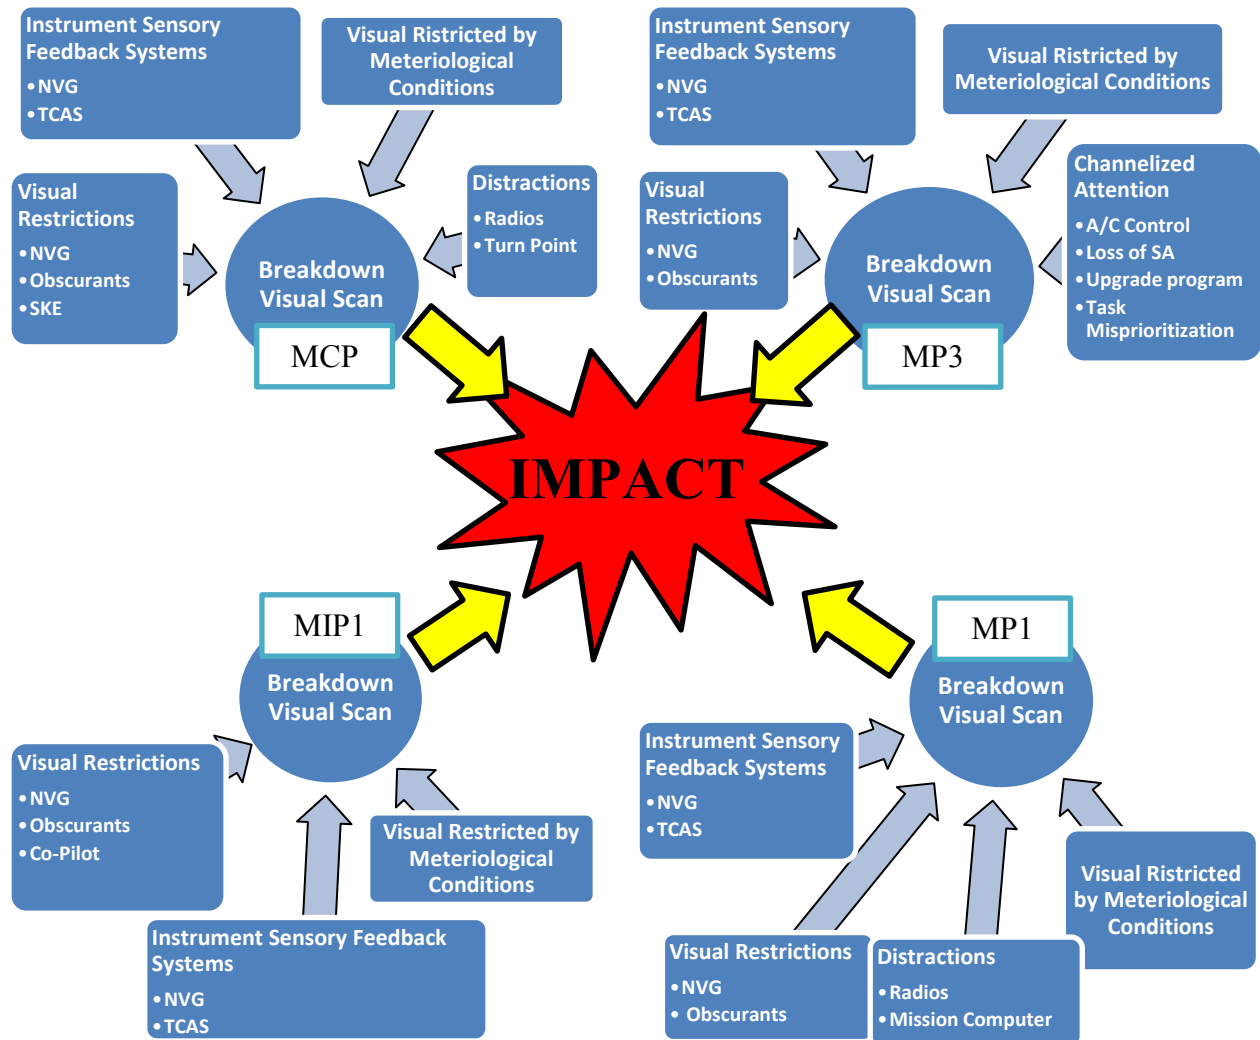 Instrument Sensory
Feedback Systems
•NVG
•TCAS
Visual Ristricted by
Meteriological
Conditions
Visual
Restrictions
•NVG
•Obscurants
•SKE
Distractions
•Radios
•Turn Point
Breakdown
Visual Scan
MCP
Instrument Sensory
Feedback Systems
•NVG
•TCAS
Visual Ristricted by
Meteriological Conditions
Visual
Restrictions
•NVG
•Obscurants
Channelized
Attention
•A/C Control
•Loss of SA
•Upgrade program
•Task
Misprioritization
Breakdown
Visual Scan
MP3
IMPACT
MIP1
Breakdown
Visual Scan
Visual Restrictions
•NVG
•Obscurants
•Co-Pilot
Visual Restricted by
Meteriological
Conditions
Instrument Sensory Feedback
Systems
•NVG
•TCAS
MP1
Breakdown
Visual Scan
Instrument Sensory
Feedback Systems
•NVG
•TCAS
Visual Ristricted
by Meteriological
Conditions
Visual Restrictions
•NVG
• Obscurants
Distractions
•Radios
•Mission Computer